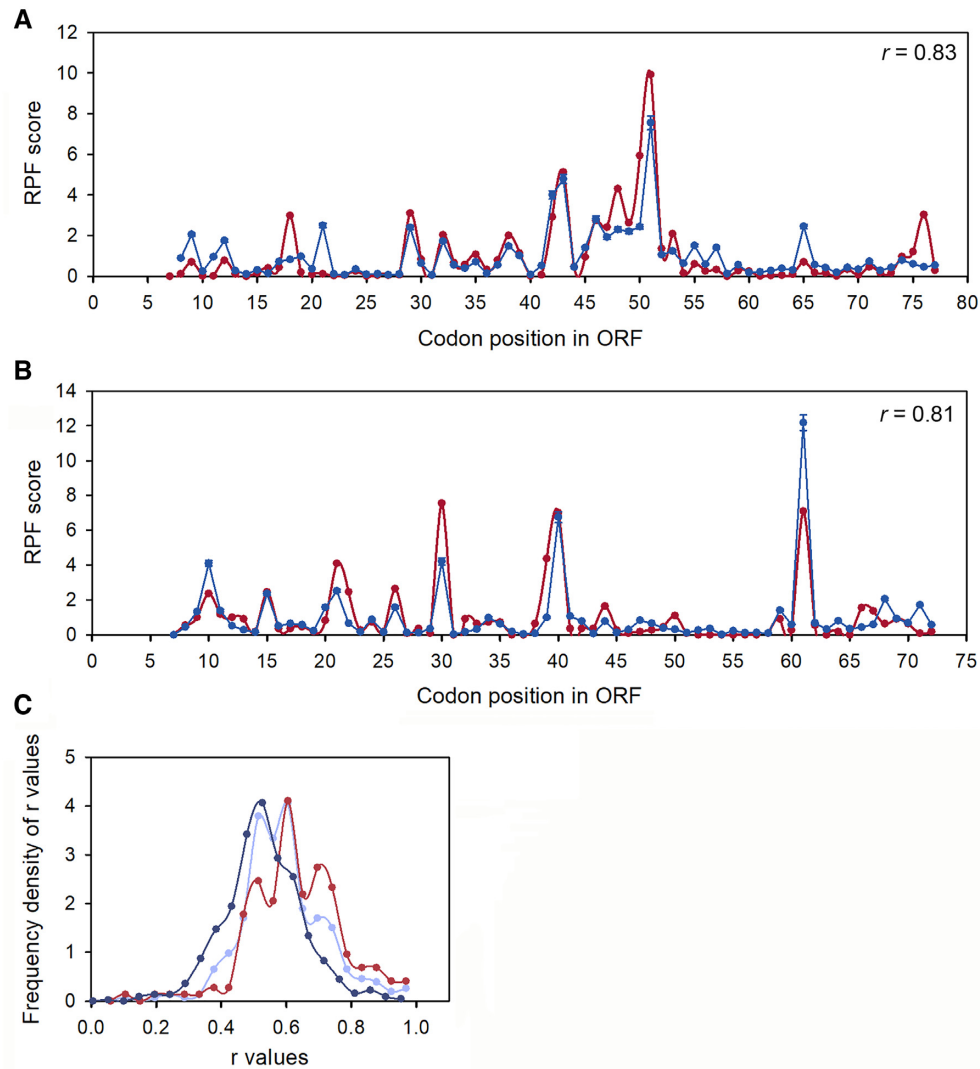 A
12
10
8
6
4
2
0
RPF score
r = 0.83
0 5 10 15 20 25 30 35 40 45 50 55 60 65 70 75 80
Codon position in ORF
B
14
12
10
8
6
4
2
0
RPF score
r = 0.81
0 5 10 15 20 25 30 35 40 45 50 55 60 65 70 75
Codon position in ORF
C
5
4
3
2
1
0
Frequency density of r values
0.0 0.2 0.4 0.6 0.8 1.0
r values